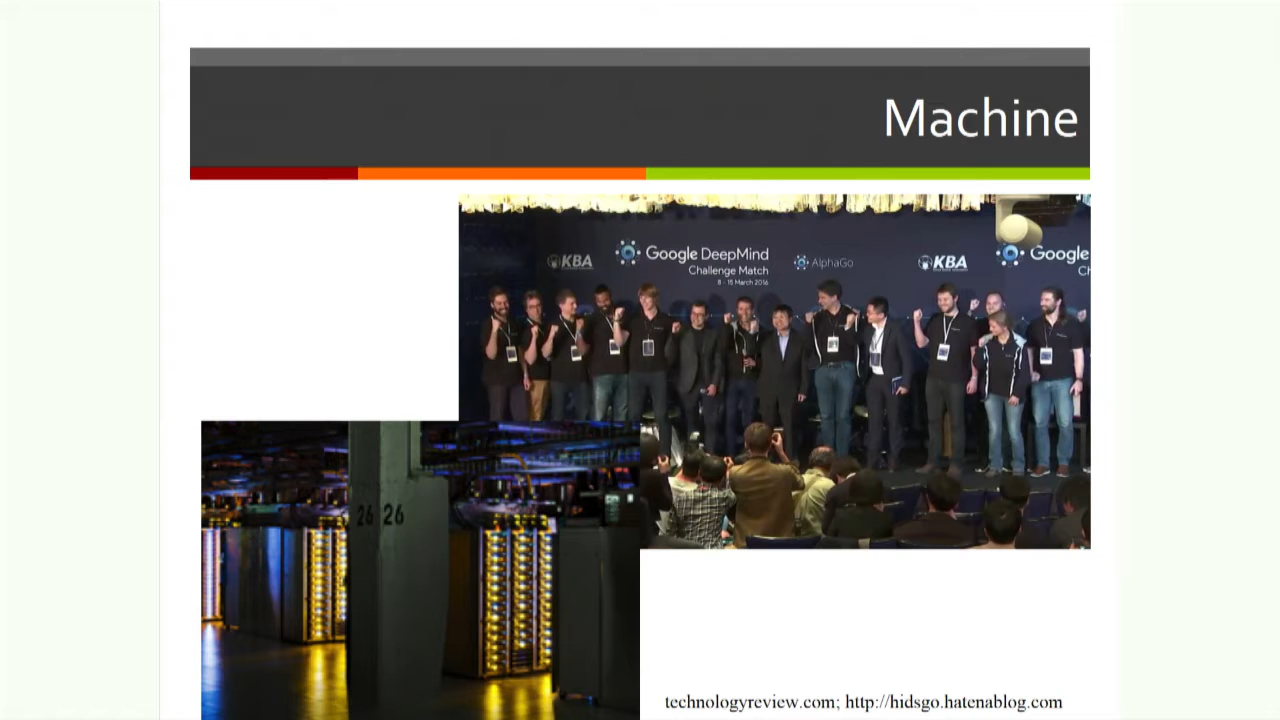 Machine
KBA
Google DeepMind
Challenge Match
8 - 15 March 2016
AlphaGo
KBA
Google
Ch
26 26
technologyreview.com; http://hidsgo.hatenablog.com